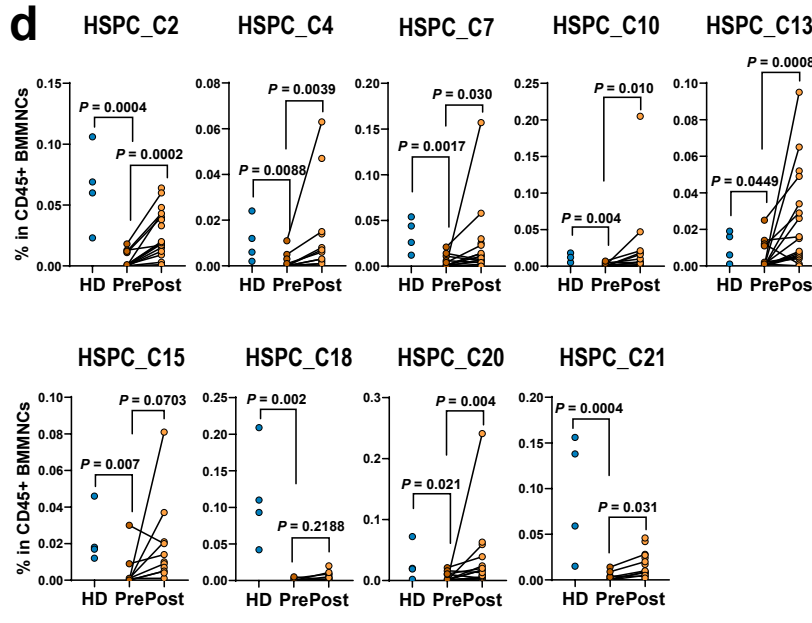 d
HSPC_C2 HSPC_C4 HSPC_C7 HSPC_C10 HSPC_C13
% in CD45+ BMMNCs
0.15 0.10 0.05 0.00
P = 0.0004
P = 0.0002
HD Pre Post
0.08 0.06 0.04 0.02 0.00
P = 0.0039
P = 0.0088
HD Pre Post
0.20 0.15 0.10 0.05 0.00
P = 0.030
P = 0.0017
HD Pre Post
0.25 0.20 0.15 0.10 0.05 0.00
P = 0.010
P = 0.004
HD Pre Post
0.10 0.08 0.06 0.04 0.02 0.00
P = 0.0008
P = 0.0449
HD Pre Pos
HSPC_C15 HSPC_C18 HSPC_C20 HSPC_C21
% in CD45+ BMMNCs
0.10 0.08 0.06 0.04 0.02 0.00
P = 0.0703
P = 0.007
HD Pre Post
0.25 0.20 0.15 0.10 0.05 0.00
P = 0.002
P = 0.2188
HD Pre Post
0.3 0.2 0.1 0.0
P = 0.004
P = 0.021
HD Pre Post
0.20 0.15 0.10 0.05 0.00
P = 0.0004
P = 0.031
HD Pre Post